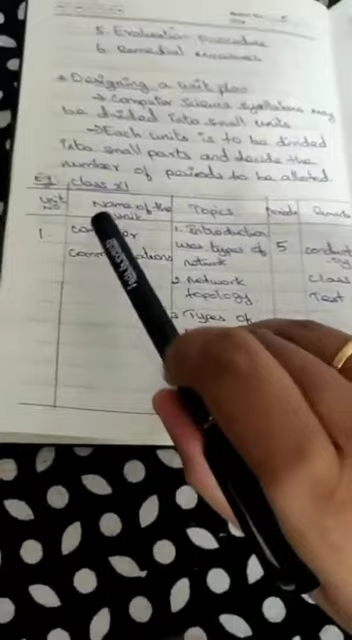 5. Evaluation Procedure
6. Remedial measures
* Designing a unit plan
→ Computer Science syllabus may
be divided into small units
→ Each units is to be divided
into small parts and decide the
number of periods to be alloted.
Eg: class XI
Unit No Name of the unit Topics
1. 1. Introduction
types of 5
network
2 Network Class
topology Test
3 Types of